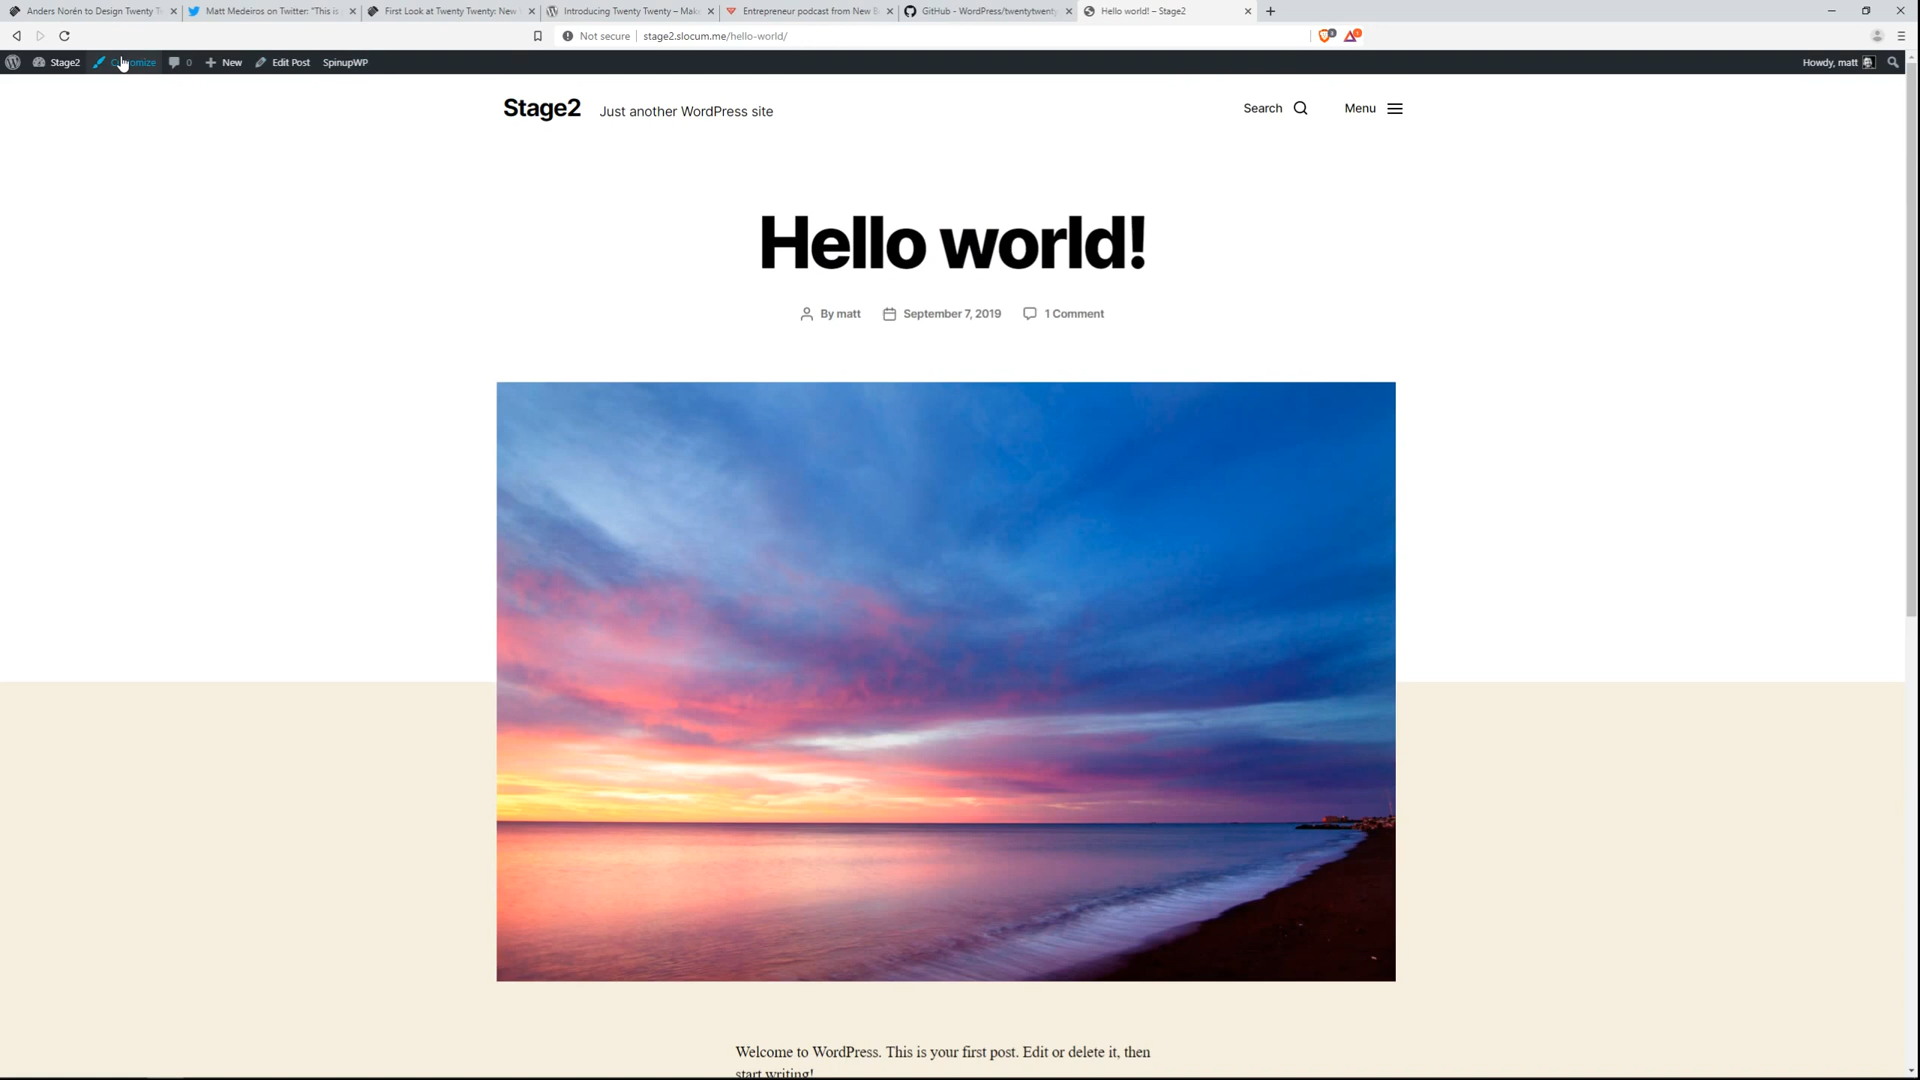 Anders Norén to Design Twenty T
Matt Medeiros on Twitter: "This is
First Look at Twenty Twenty: New
Introducing Twenty Twenty – Make
Entrepreneur podcast from New B
GitHub - WordPress/twentytwenty
Hello world! – Stage2
Not secure
stage2.slocum.me/hello-world/
Stage2
Customize
0
New
Edit Post
SpinupWP
Howdy, matt
Stage2
Just another WordPress site
Search
Menu
Hello world!
By matt
September 7, 2019
1 Comment
Welcome to WordPress. This is your first post. Edit or delete it, then
start writing!